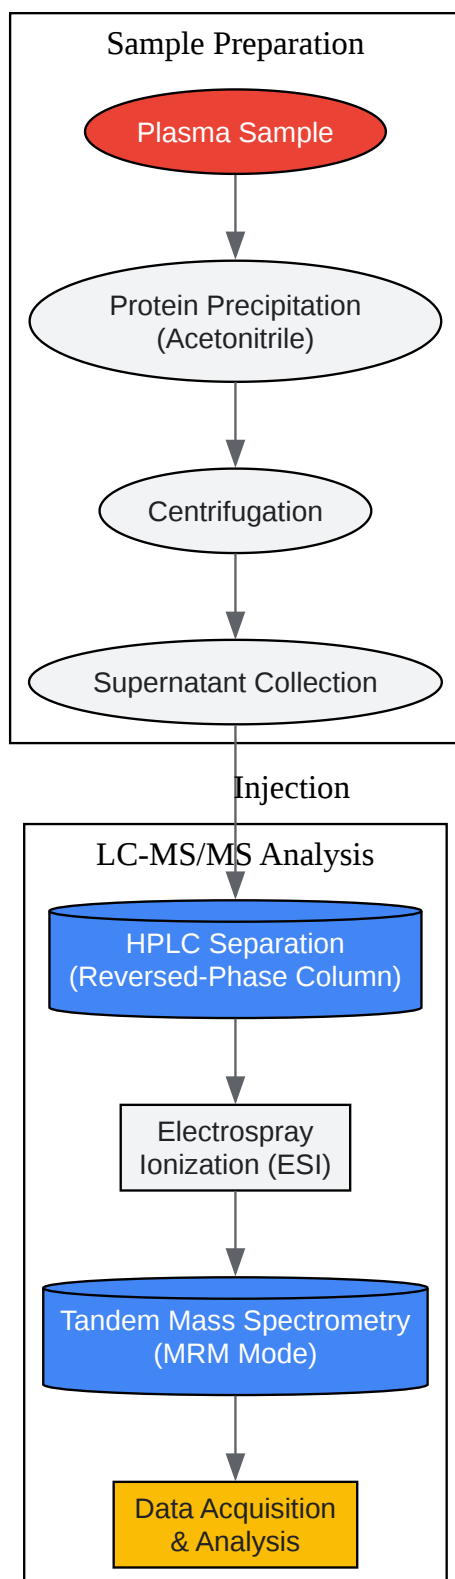 Sample Preparation
Plasma Sample
Protein Precipitation
(Acetonitrile)
Centrifugation
Supernatant Collection
Injection
LC-MS/MS Analysis
HPLC Separation
(Reversed-Phase Column)
Electrospray
Ionization (ESI)
Tandem Mass Spectrometry
(MRM Mode)
Data Acquisition
& Analysis